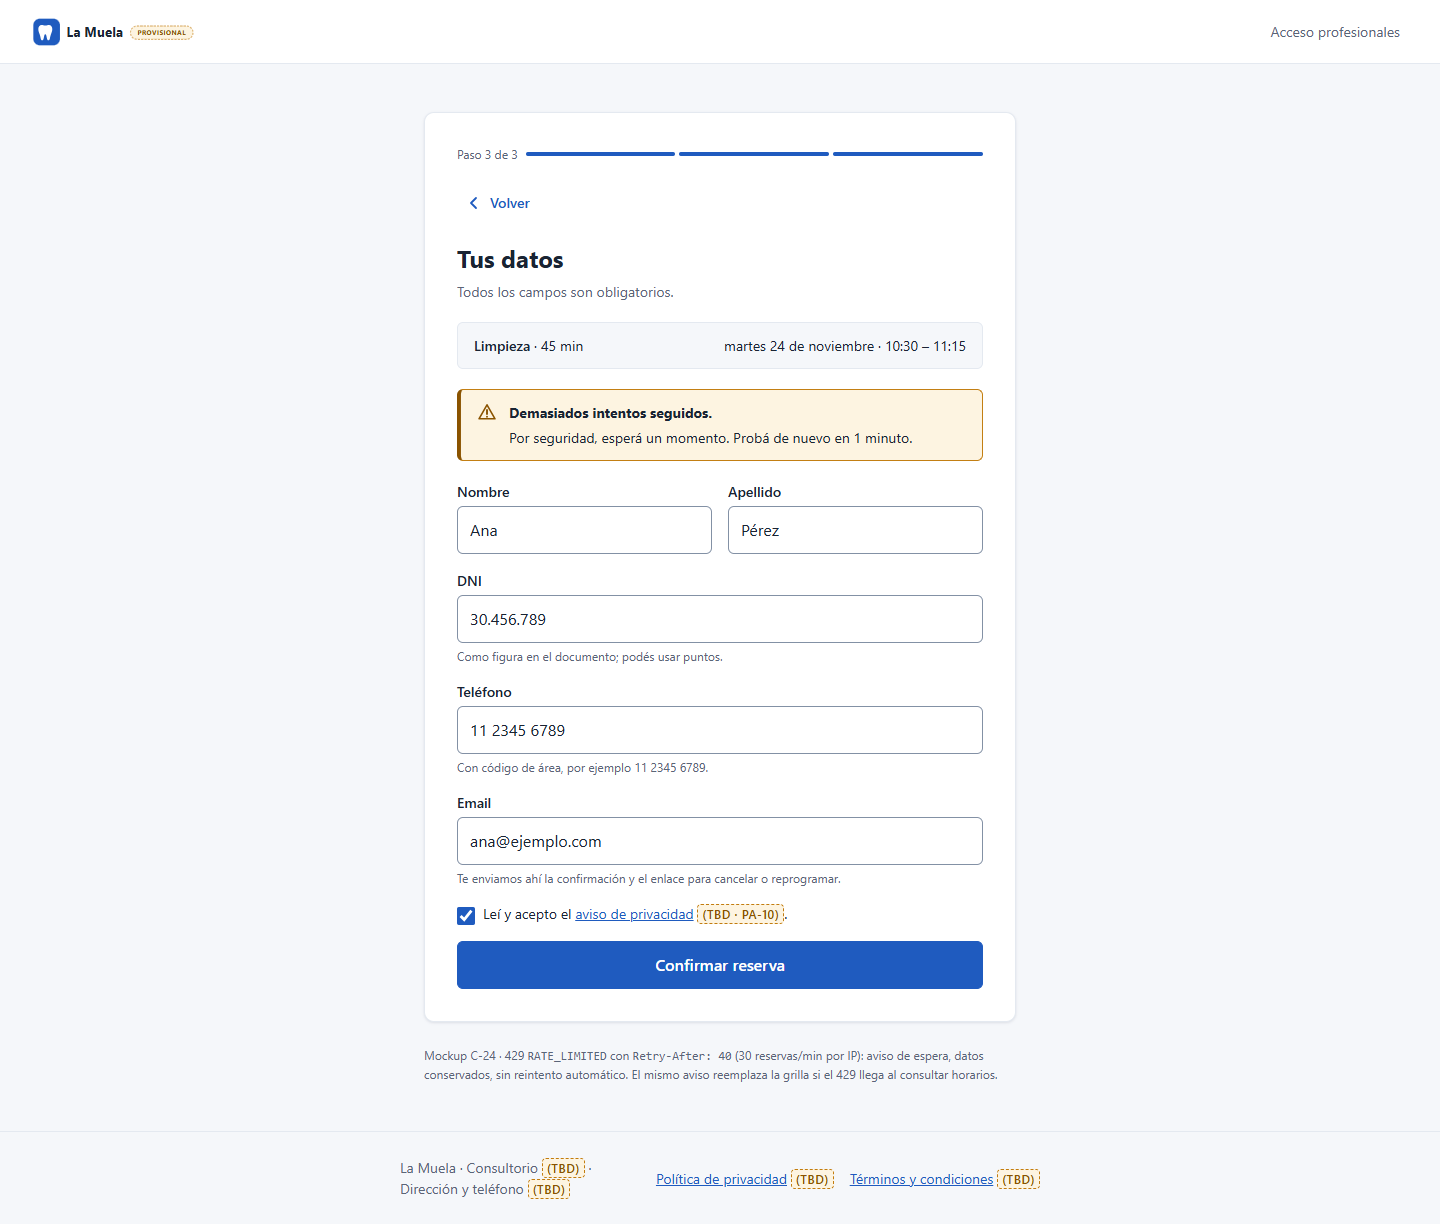 La Muela PROVISIONAL
Acceso profesionales
Paso 3 de 3
Volver
Tus datos
Todos los campos son obligatorios.
Limpieza · 45 min
martes 24 de noviembre · 10:30 – 11:15
Demasiados intentos seguidos.
Por seguridad, esperá un momento. Probá de nuevo en 1 minuto.
Nombre
Apellido
Ana
Pérez
DNI
30.456.789
Como figura en el documento; podés usar puntos.
Teléfono
11 2345 6789
Con código de área, por ejemplo 11 2345 6789.
Email
ana@ejemplo.com
Te enviamos ahí la confirmación y el enlace para cancelar o reprogramar.
Leí y acepto el aviso de privacidad (TBD · PA-10).
Confirmar reserva
Mockup C-24 · 429 RATE_LIMITED con Retry-After: 40 (30 reservas/min por IP): aviso de espera, datos
conservados, sin reintento automático. El mismo aviso reemplaza la grilla si el 429 llega al consultar horarios.
La Muela · Consultorio (TBD) ·
Dirección y teléfono (TBD)
Política de privacidad (TBD)
Términos y condiciones (TBD)